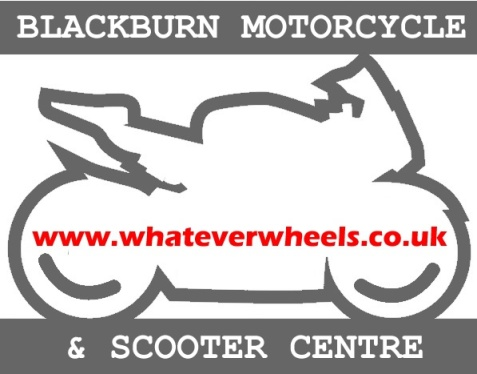 BLACKBURN MOTORCYCLE
www.whateverwheels.co.uk
& SCOOTER CENTRE